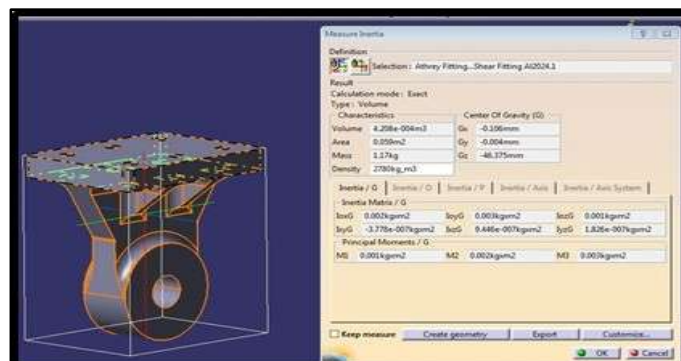 Measure Inertia
Definition
Selection : Athrey Fitting...Shear Fitting Al2024.1
Result
Calculation mode : Exact
Type : Volume
Characteristics
Center Of Gravity (G)
Volume 4.208e-004m3 Gx -0.106mm
Area 0.059m2 Gy -0.004mm
Mass 1.17kg Gz -46.375mm
Density 2780kg_m3
Inertia / G Inertia / O Inertia / P Inertia / Axis Inertia / Axis System
Inertia Matrix / G
IoxG 0.002kgxm2 IoyG 0.003kgxm2 IozG 0.001kgxm2
IxyG -3.778e-007kgxm2 IxzG 9.446e-007kgxm2 IyzG 1.826e-007kgxm2
Principal Moments / G
M1 0.001kgxm2 M2 0.002kgxm2 M3 0.003kgxm2
Keep measure Create geometry Export Customize...
OK Cancel